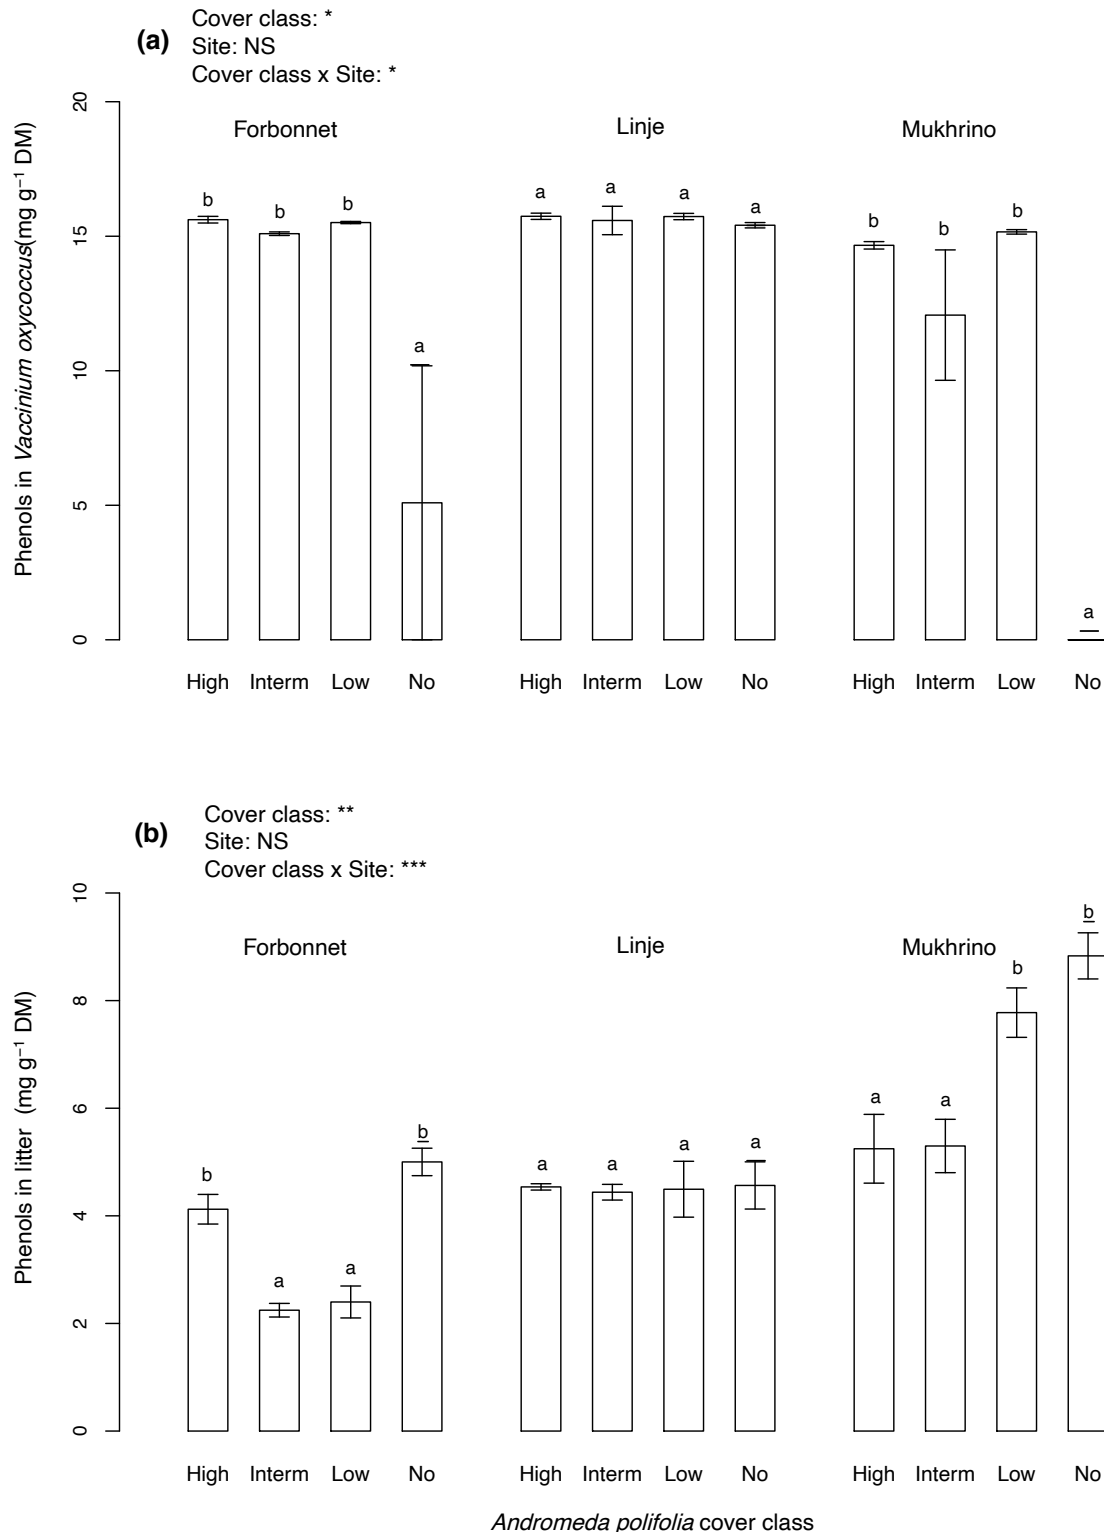 (a)
Cover class: *
Site: NS
Cover class x Site: *
Forbonnet Linje Mukhrino
Phenols in Vaccinium oxycoccus(mg g⁻¹ DM)
20
15
10
5
0
b b b a
a a a a
b b b a
High Interm Low No High Interm Low No High Interm Low No
(b)
Cover class: **
Site: NS
Cover class x Site: ***
Forbonnet Linje Mukhrino
Phenols in litter (mg g⁻¹ DM)
10
8
6
4
2
0
b a a b
a a a a
a a b b
High Interm Low No High Interm Low No High Interm Low No
Andromeda polifolia cover class